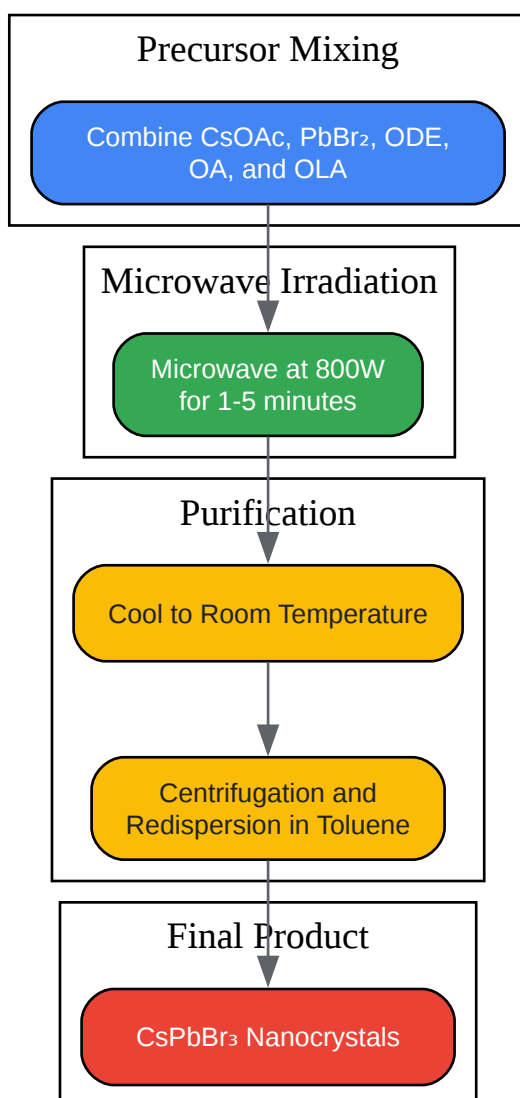 Precursor Mixing
Combine CsOAc, PbBr₂, ODE,
OA, and OLA
Microwave Irradiation
Microwave at 800W
for 1-5 minutes
Purification
Cool to Room Temperature
Centrifugation and
Redispersion in Toluene
Final Product
CsPbBr₃ Nanocrystals